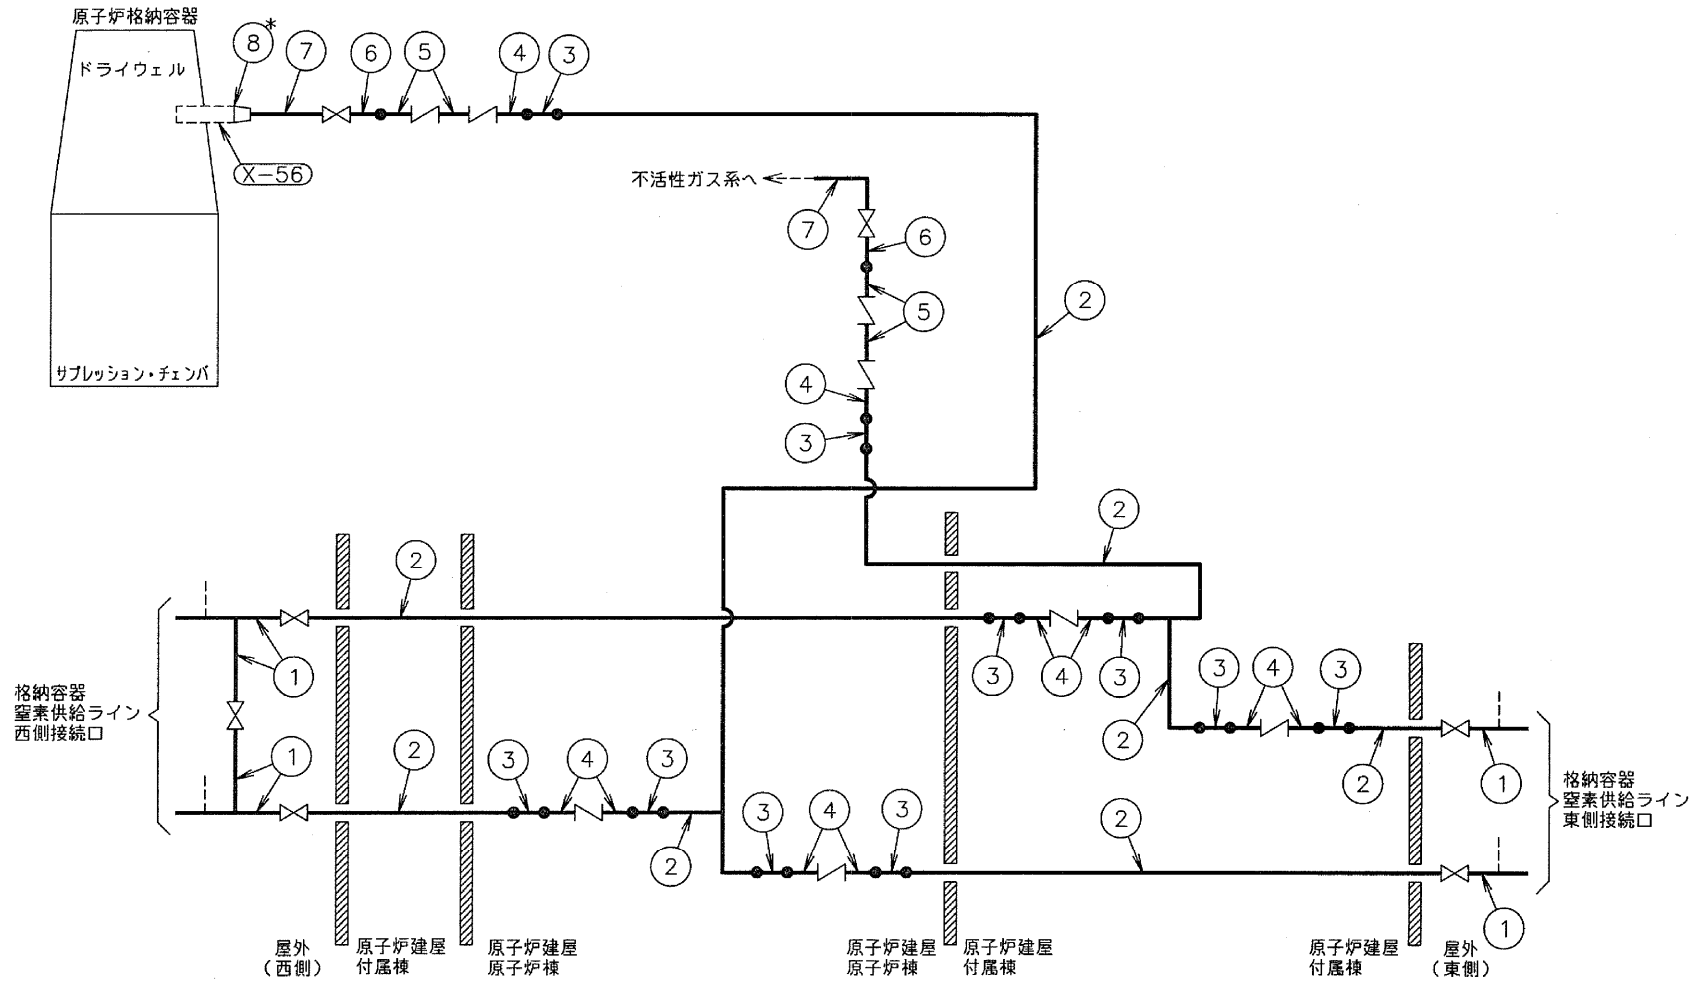 原子炉格納容器
ドライウェル
8*
7
6
5
4
3
X-56
不活性ガス系へ
7
6
5
2
4
3
サプレッション・チェンバ
2
2
3
4
3
3
4
3
1
格納容器
窒素供給ライン
西側接続口
2
2
1
2
3
4
3
2
1
格納容器
窒素供給ライン
東側接続口
3
4
3
2
2
1
屋外
(西側)
原子炉建屋
付属棟
原子炉建屋
原子炉棟
原子炉建屋
原子炉棟
原子炉建屋
付属棟
原子炉建屋
付属棟
屋外
(東側)